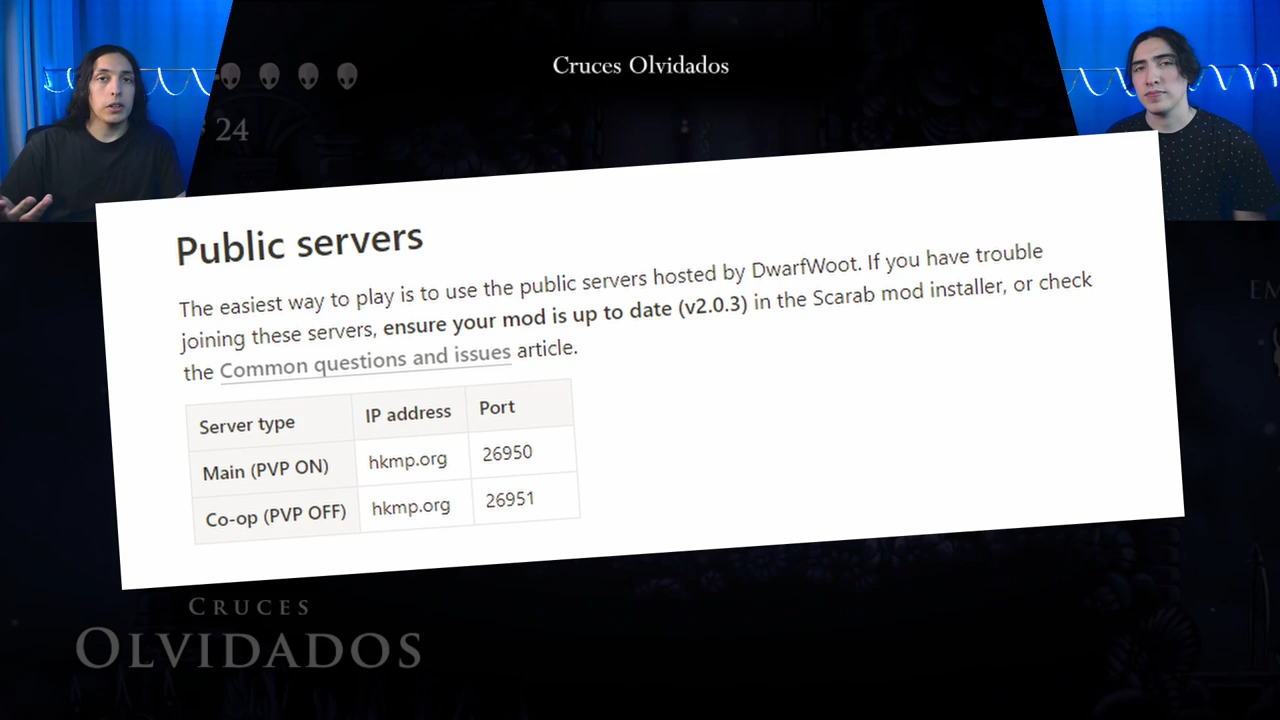 Cruces Olvidados
24
Public servers
The easiest way to play is to use the public servers hosted by DwarfWoot. If you have trouble
joining these servers, ensure your mod is up to date (v2.0.3) in the Scarab mod installer, or check
the Common questions and issues article.
Server type IP address Port
Main (PVP ON) hkmp.org 26950
Co-op (PVP OFF) hkmp.org 26951
CRUCES
OLVIDADOS